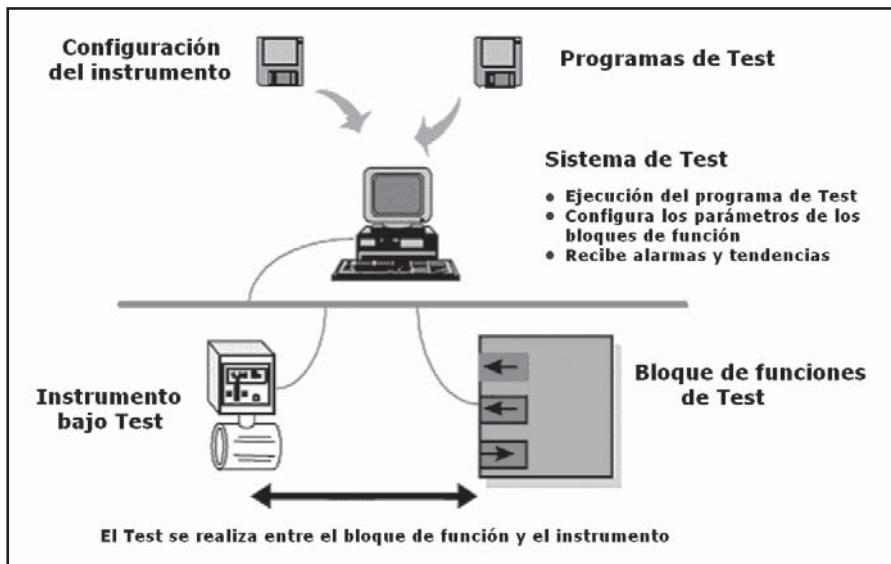 Configuración
del instrumento
Programas de Test
Sistema de Test
• Ejecución del programa de Test
• Configura los parámetros de los
bloques de función
• Recibe alarmas y tendencias
Instrumento
bajo Test
Bloque de funciones
de Test
El Test se realiza entre el bloque de función y el instrumento